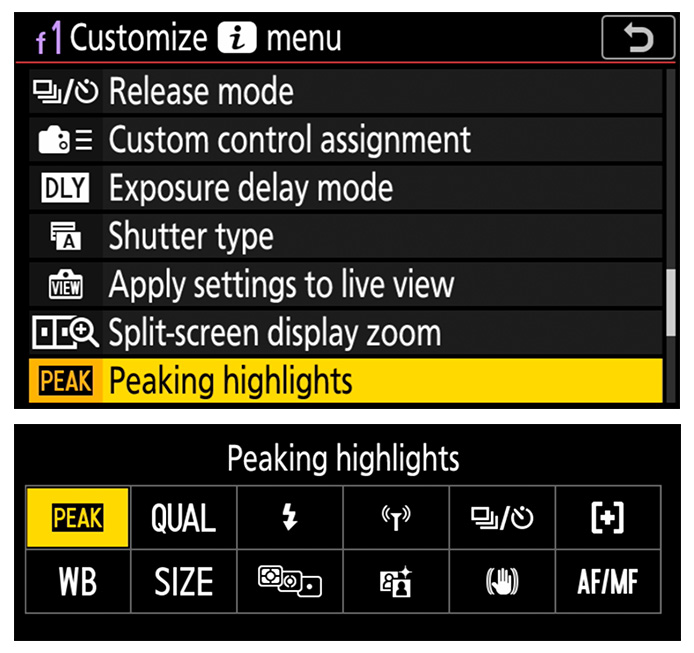 f1 Customize i menu
Release mode
Custom control assignment
DLY Exposure delay mode
A Shutter type
VIEW Apply settings to live view
Split-screen display zoom
PEAK Peaking highlights
Peaking highlights
PEAK QUAL T
WB SIZE AF/MF